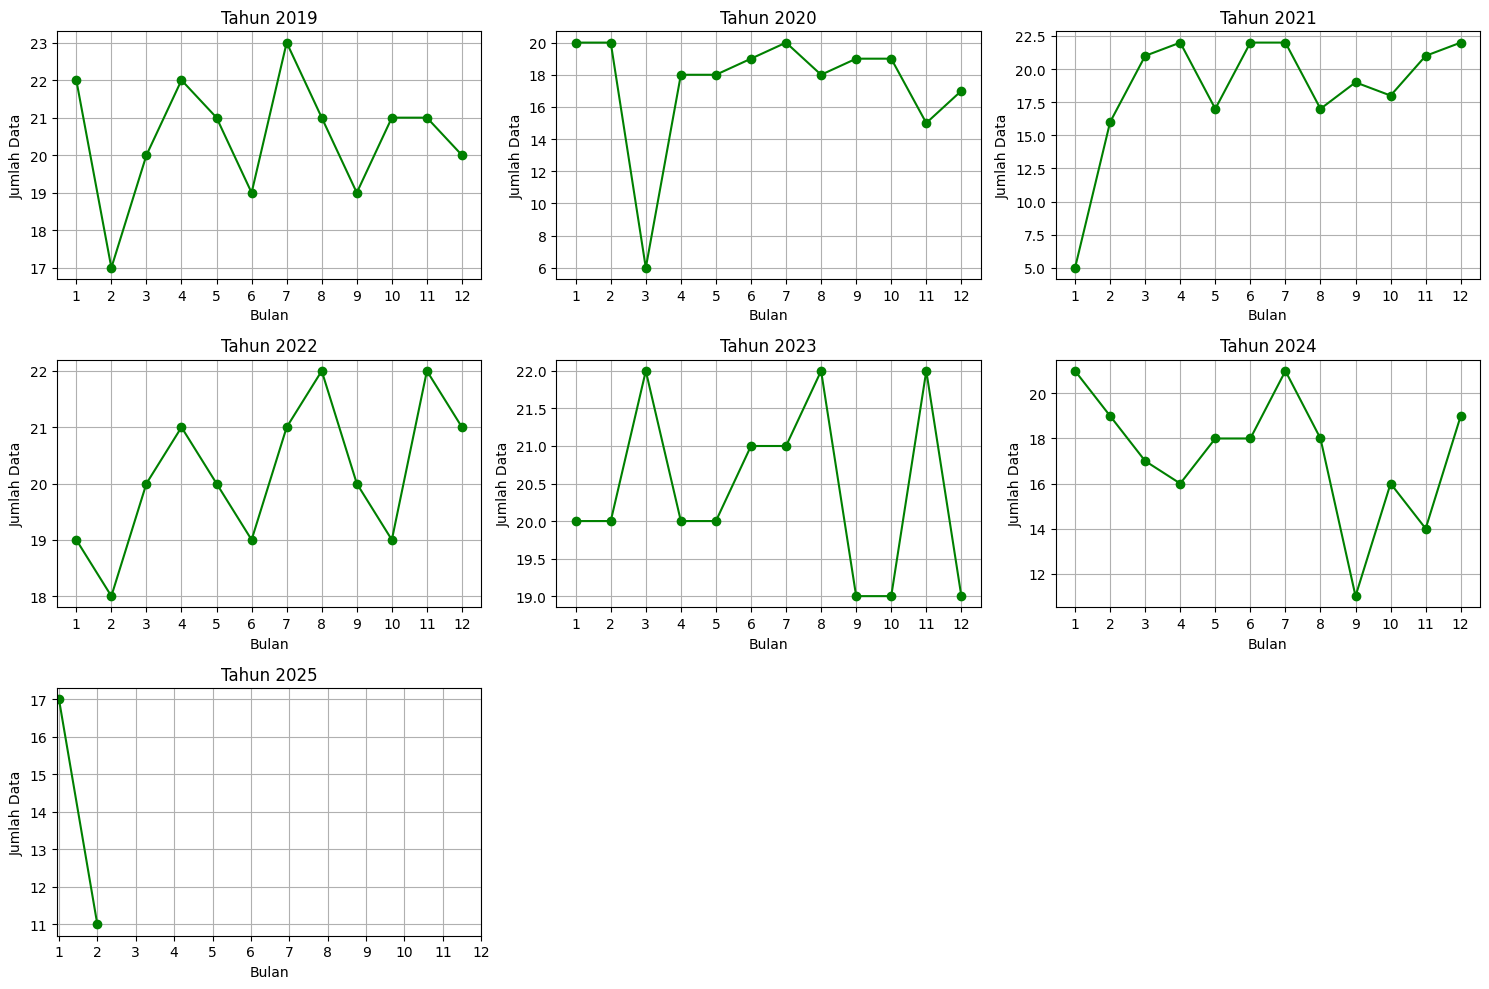 Tahun 2019
23
22
21
20
19
18
17
Jumlah Data
1 2 3 4 5 6 7 8 9 10 11 12
Bulan
Tahun 2020
20
18
16
14
12
10
8
6
Jumlah Data
1 2 3 4 5 6 7 8 9 10 11 12
Bulan
Tahun 2021
22.5
20.0
17.5
15.0
12.5
10.0
7.5
5.0
Jumlah Data
1 2 3 4 5 6 7 8 9 10 11 12
Bulan
Tahun 2022
22
21
20
19
18
Jumlah Data
1 2 3 4 5 6 7 8 9 10 11 12
Bulan
Tahun 2023
22.0
21.5
21.0
20.5
20.0
19.5
19.0
Jumlah Data
1 2 3 4 5 6 7 8 9 10 11 12
Bulan
Tahun 2024
20
18
16
14
12
Jumlah Data
1 2 3 4 5 6 7 8 9 10 11 12
Bulan
Tahun 2025
17
16
15
14
13
12
11
Jumlah Data
1 2 3 4 5 6 7 8 9 10 11 12
Bulan